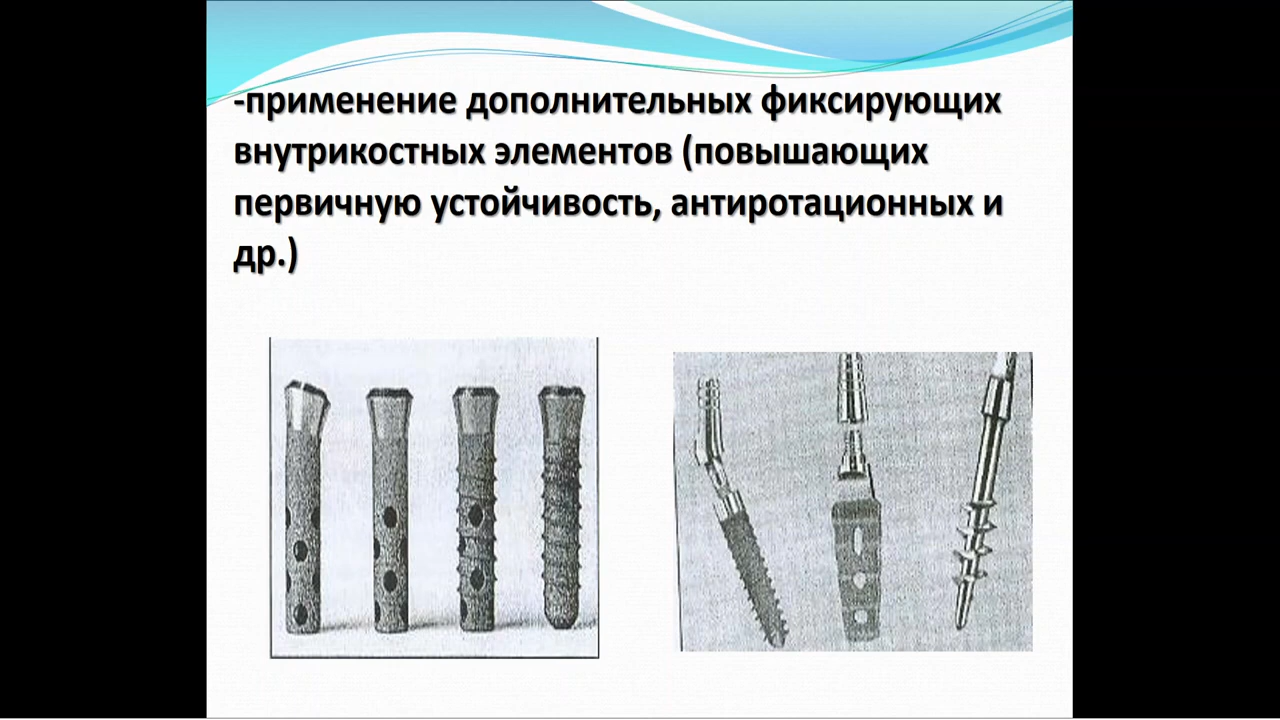 -применение дополнительных фиксирующих
внутрикостных элементов (повышающих
первичную устойчивость, антиротационных и
др.)